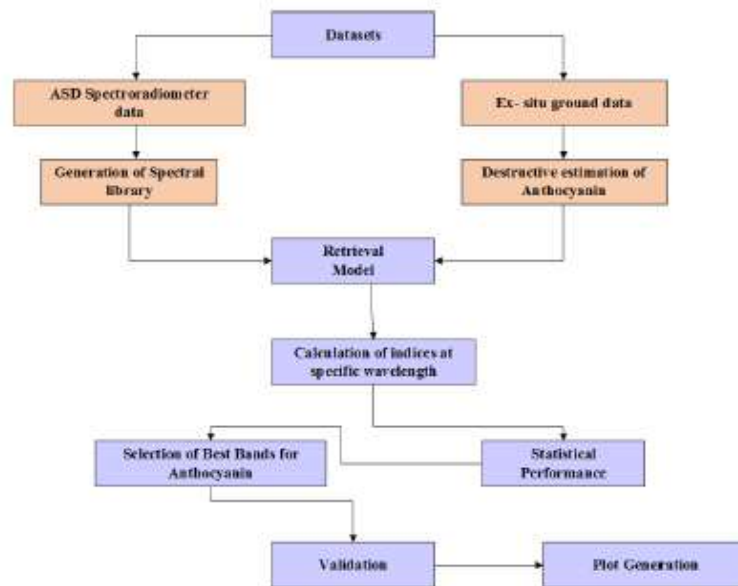 Datasets
ASD Spectroradiometer
data
Ex- situ ground data
Generation of Spectral
library
Destructive estimation of
Anthocyanin
Retrieval
Model
Calculation of indices at
specific wavelength
Selection of Best Bands for
Anthocyanin
Statistical
Performance
Validation
Plot Generation